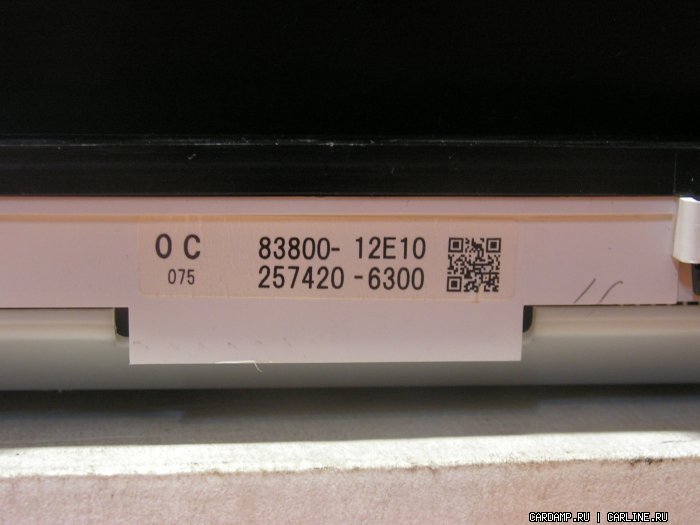 O C 83800- 12E10
075 257420 -6300
CARDAMP.RU | CARLINE.RU